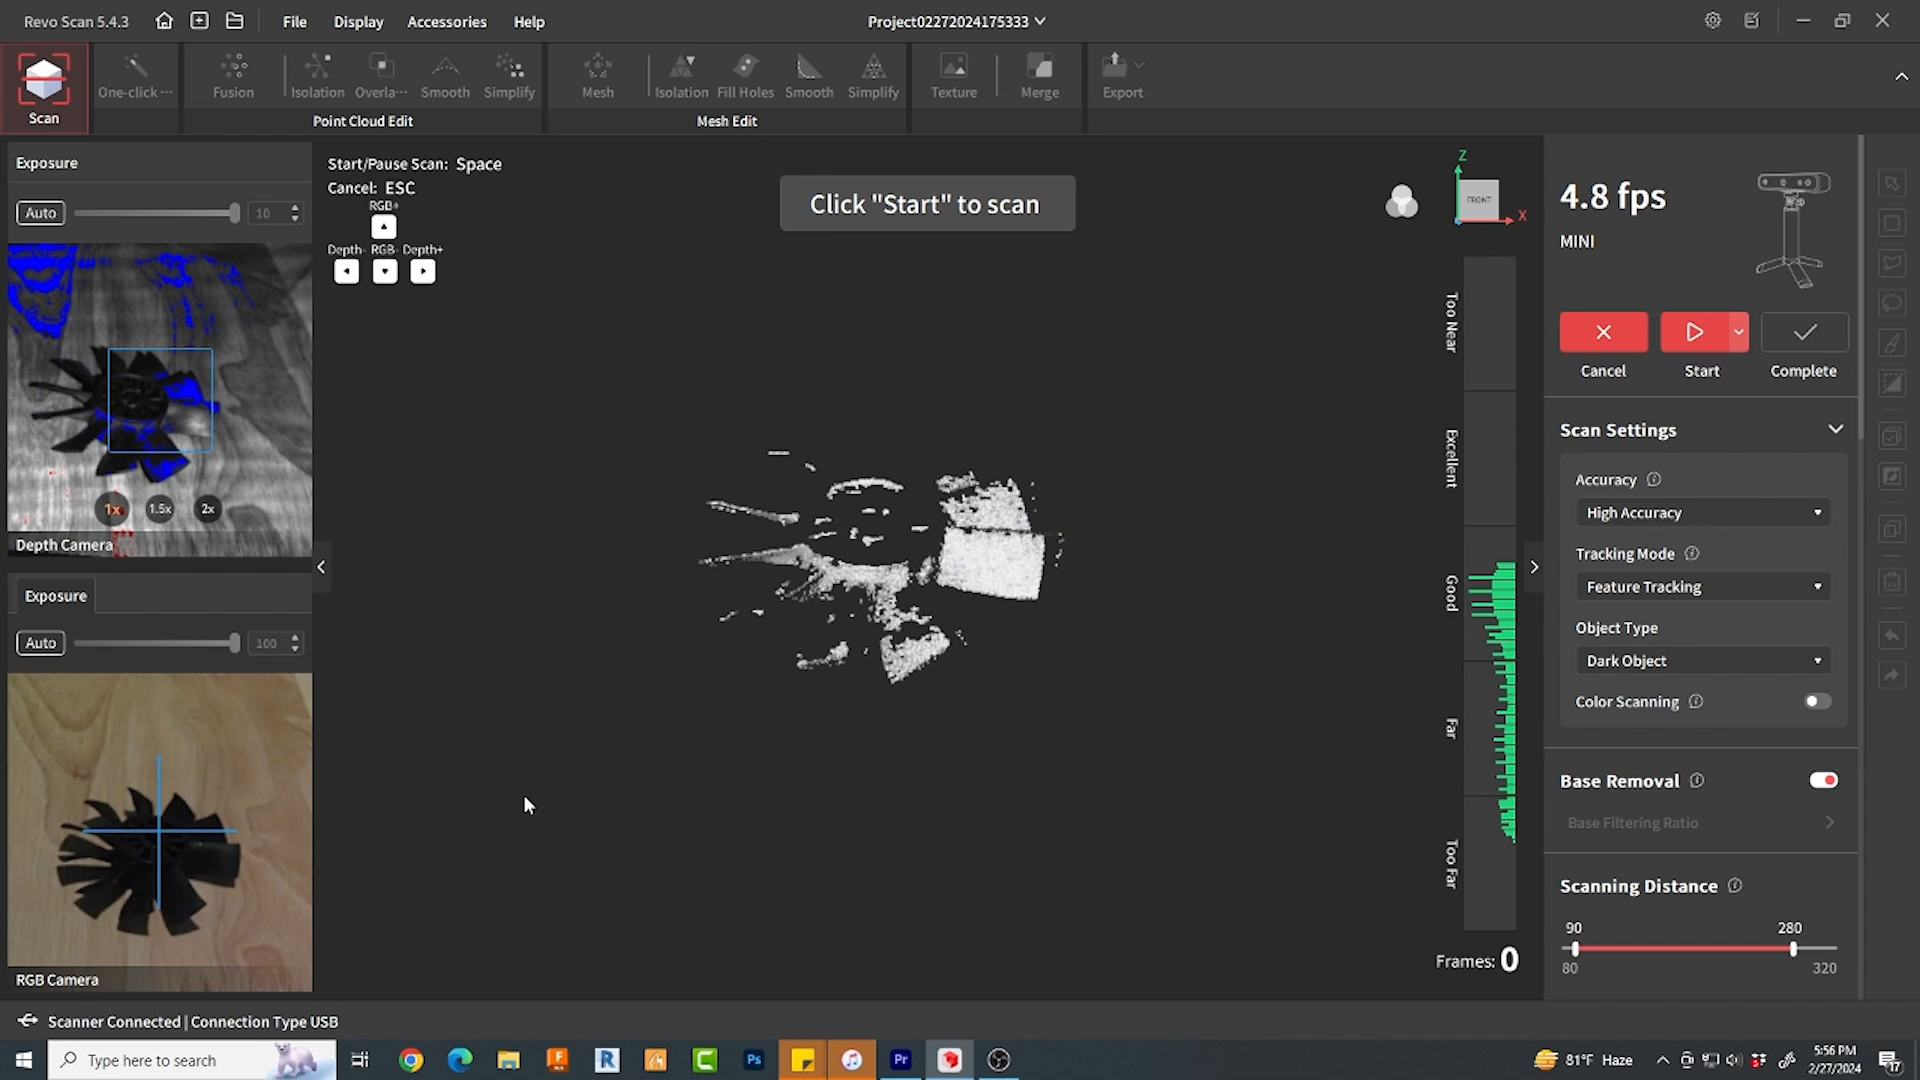 Revo Scan 5.4.3
File
Display
Accessories
Help
Project02272024175333
Scan
One-click ···
Fusion
Isolation
Overla···
Smooth
Simplify
Point Cloud Edit
Mesh
Isolation
Fill Holes
Smooth
Simplify
Mesh Edit
Texture
Merge
Export
Exposure
Auto
10
1x
1.5x
2x
Depth Camera
Exposure
Auto
100
RGB Camera
Start/Pause Scan: Space
Cancel: ESC
RGB+
Depth- RGB- Depth+
Click "Start" to scan
Z
FRONT
X
Too Near
Excellent
Good
Far
Too Far
Frames: 0
4.8 fps
MINI
Cancel
Start
Complete
Scan Settings
Accuracy
High Accuracy
Tracking Mode
Feature Tracking
Object Type
Dark Object
Color Scanning
Base Removal
Base Filtering Ratio
Scanning Distance
90
280
80
320
Scanner Connected | Connection Type USB
Type here to search
R
Ps
Pr
81°F Haze
5:56 PM
2/27/2024
17